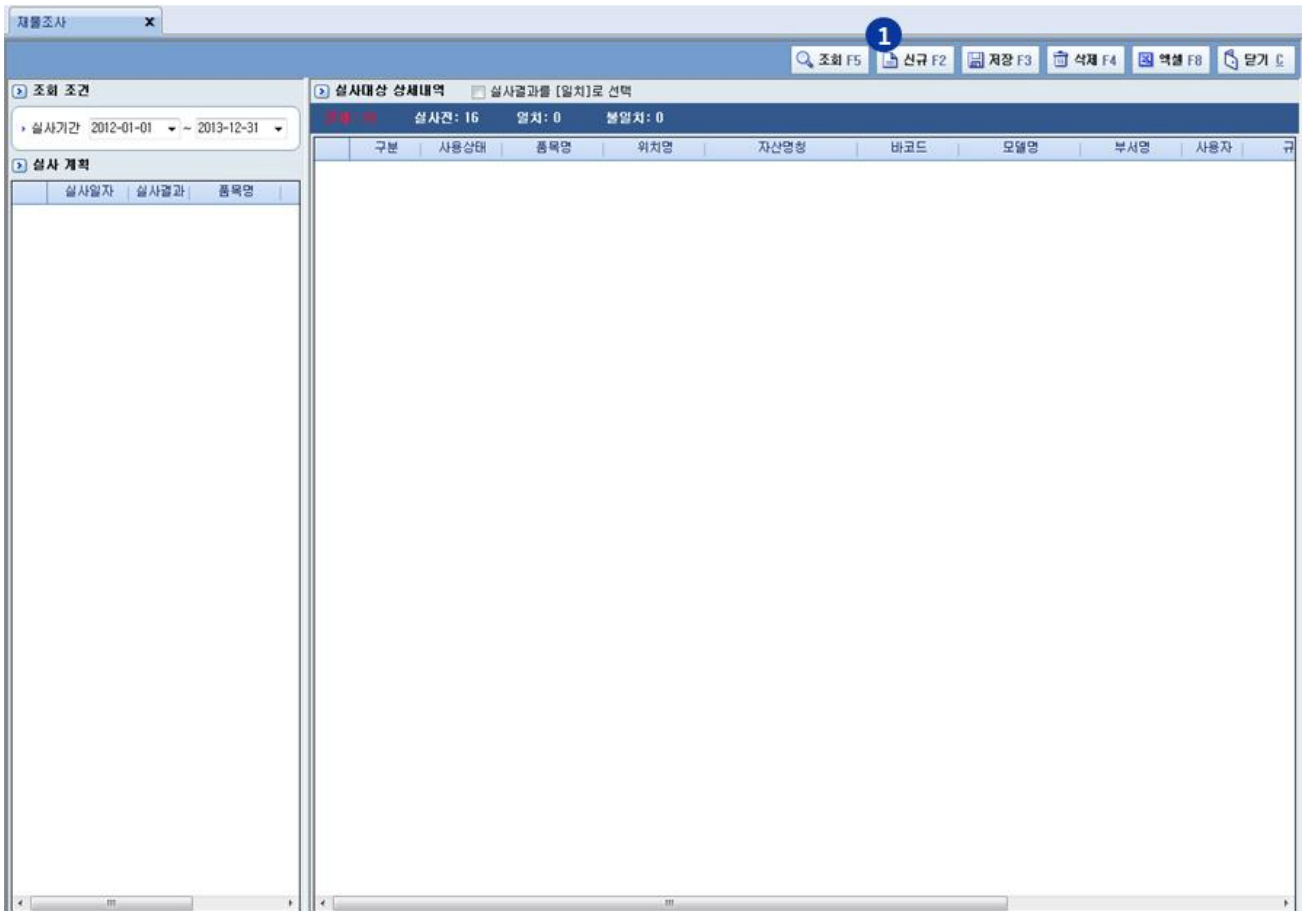 재물조사 x
1
조회 F5 신규 F2 저장 F3 삭제 F4 엑셀 F8 닫기 C
조회 조건
실사기간 2012-01-01 ~ 2013-12-31
실사 계획
실사일자 실사결과 품목명
실사대상 상세내역 실사결과를 [일치]로 선택
실사전: 16 일치: 0 불일치: 0
구분 사용상태 품목명 위치명 자산명칭 바코드 모델명 부서명 사용자 규